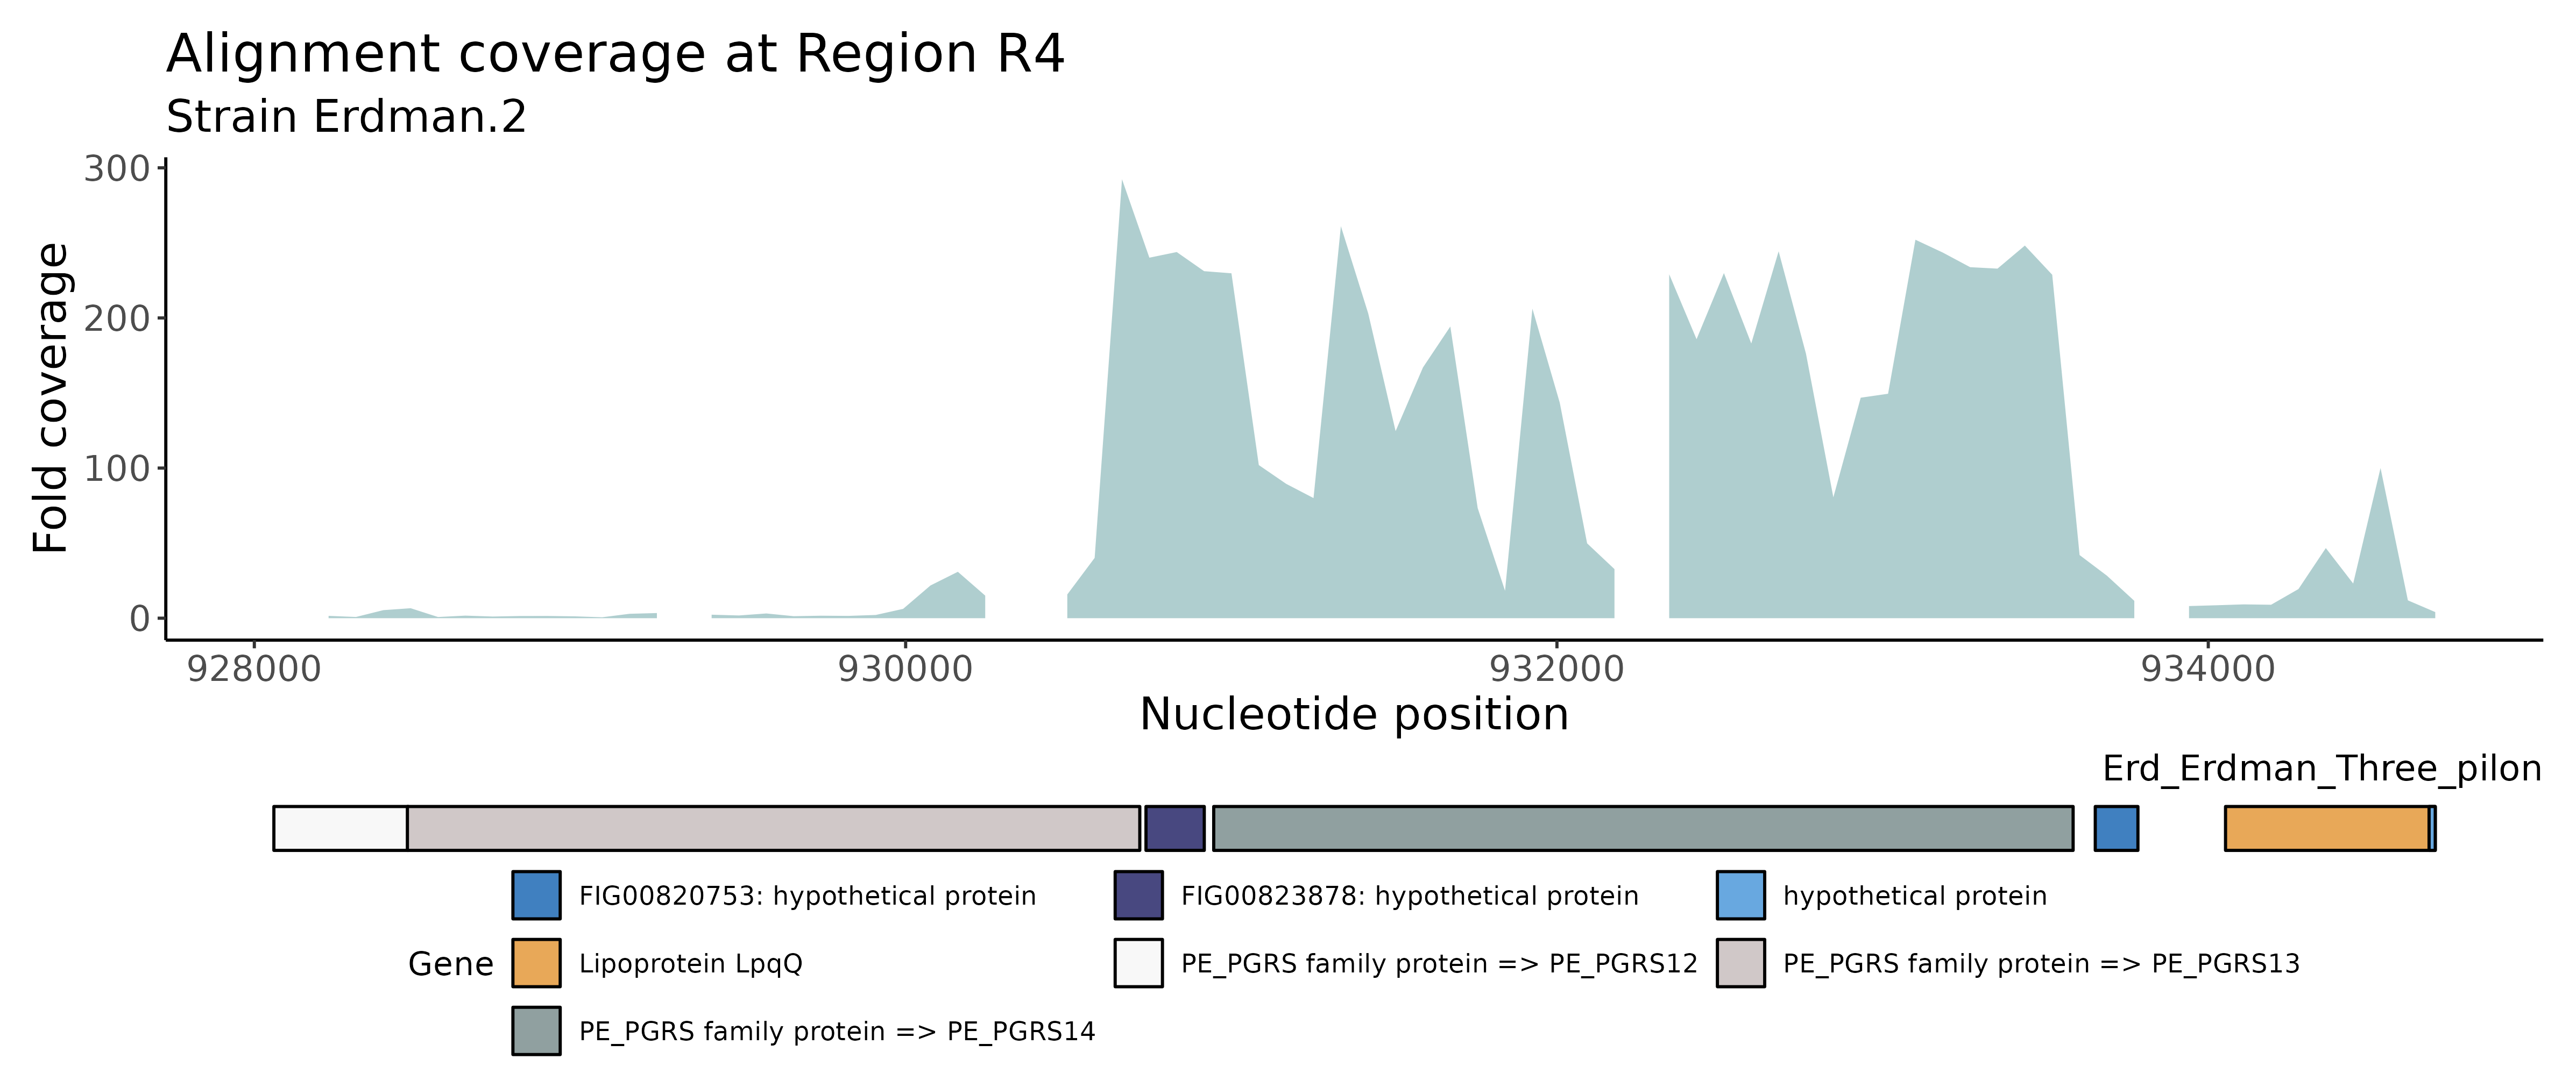 Alignment coverage at Region R4
Strain Erdman.2
300
200
100
0
Fold coverage
928000 930000 932000 934000
Nucleotide position
Erd_Erdman_Three_pilon
Gene
FIG00820753: hypothetical protein
FIG00823878: hypothetical protein
hypothetical protein
Lipoprotein LpqQ
PE_PGRS family protein => PE_PGRS12
PE_PGRS family protein => PE_PGRS13
PE_PGRS family protein => PE_PGRS14